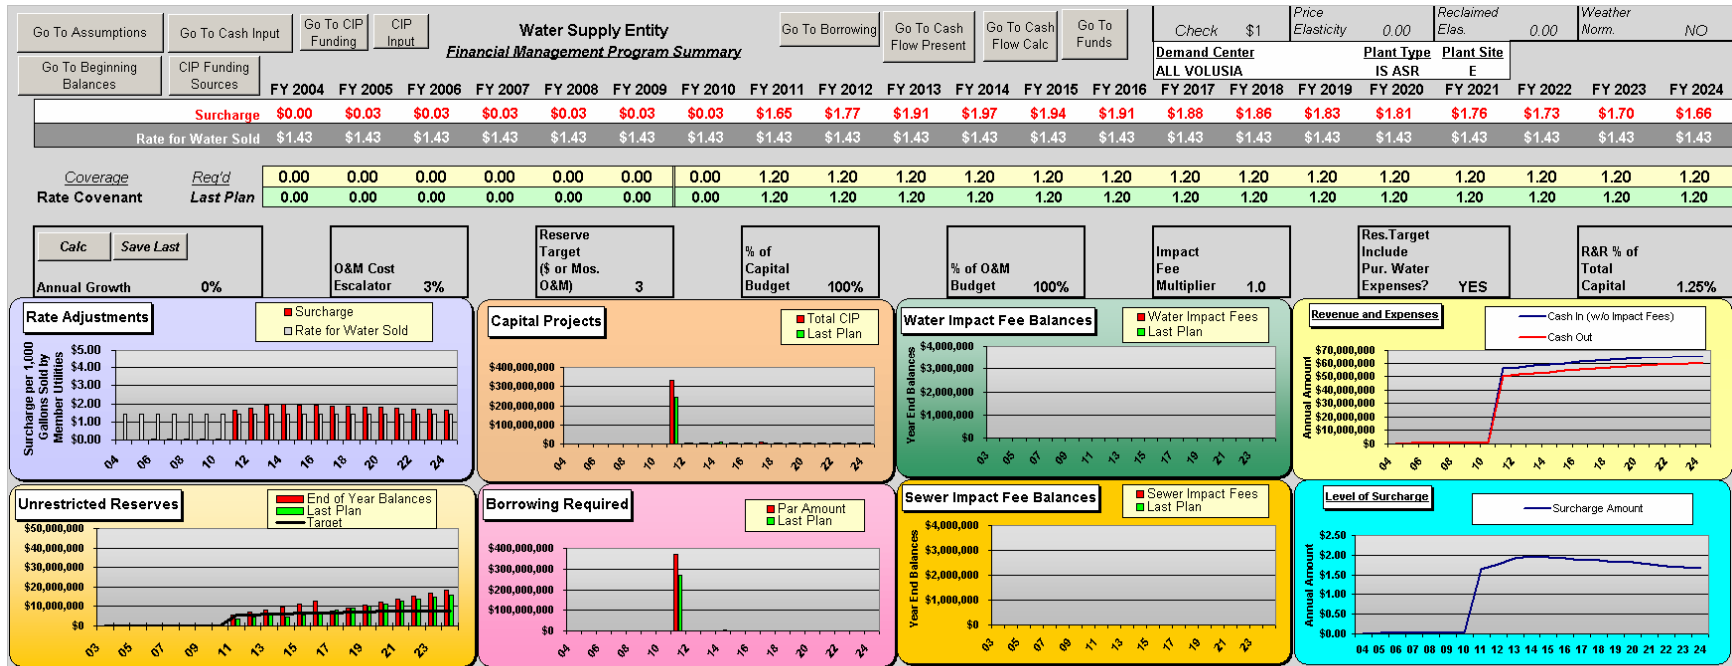 Go To Assumptions
Go To Cash Input
Go To CIP Funding
CIP Input
Water Supply Entity
Financial Management Program Summary
Go To Borrowing
Go To Cash Flow Present
Go To Cash Flow Calc
Go To Funds
Check $1
Price Elasticity 0.00
Reclaimed Elas. 0.00
Weather Norm. NO
Go To Beginning Balances
CIP Funding Sources
Demand Center Plant Type Plant Site
ALL VOLUSIA IS ASR E
FY 2004 FY 2005 FY 2006 FY 2007 FY 2008 FY 2009 FY 2010 FY 2011 FY 2012 FY 2013 FY 2014 FY 2015 FY 2016 FY 2017 FY 2018 FY 2019 FY 2020 FY 2021 FY 2022 FY 2023 FY 2024
Surcharge $0.00 $0.03 $0.03 $0.03 $0.03 $0.03 $0.03 $1.65 $1.77 $1.91 $1.97 $1.94 $1.91 $1.88 $1.86 $1.83 $1.81 $1.76 $1.73 $1.70 $1.66
Rate for Water Sold $1.43 $1.43 $1.43 $1.43 $1.43 $1.43 $1.43 $1.43 $1.43 $1.43 $1.43 $1.43 $1.43 $1.43 $1.43 $1.43 $1.43 $1.43 $1.43 $1.43 $1.43
Coverage Req'd 0.00 0.00 0.00 0.00 0.00 0.00 0.00 1.20 1.20 1.20 1.20 1.20 1.20 1.20 1.20 1.20 1.20 1.20 1.20 1.20 1.20
Rate Covenant Last Plan 0.00 0.00 0.00 0.00 0.00 0.00 0.00 1.20 1.20 1.20 1.20 1.20 1.20 1.20 1.20 1.20 1.20 1.20 1.20 1.20 1.20
Calc
Save Last
Annual Growth 0%
O&M Cost
Escalator 3%
Reserve
Target
($ or Mos.
O&M) 3
% of
Capital
Budget 100%
% of O&M
Budget 100%
Impact
Fee
Multiplier 1.0
Res.Target
Include
Pur. Water
Expenses? YES
R&R % of
Total
Capital 1.25%
Rate Adjustments
Surcharge
Rate for Water Sold
Surcharge per 1,000
Gallons Sold by
Member Utilities
$5.00
$4.00
$3.00
$2.00
$1.00
$0.00
04 06 08 10 12 14 16 18 20 22 24
Capital Projects
Total CIP
Last Plan
$400,000,000
$300,000,000
$200,000,000
$100,000,000
$0
04 06 08 10 12 14 16 18 20 22 24
Water Impact Fee Balances
Water Impact Fees
Last Plan
Year End Balances
$4,000,000
$3,000,000
$2,000,000
$1,000,000
$0
03 05 07 09 11 13 15 17 19 21 23
Revenue and Expenses
Cash In (w/o Impact Fees)
Cash Out
Annual Amount
$70,000,000
$60,000,000
$50,000,000
$40,000,000
$30,000,000
$20,000,000
$10,000,000
$0
04 06 08 10 12 14 16 18 20 22 24
Unrestricted Reserves
End of Year Balances
Last Plan
Target
$50,000,000
$40,000,000
$30,000,000
$20,000,000
$10,000,000
$0
03 05 07 09 11 13 15 17 19 21 23
Borrowing Required
Par Amount
Last Plan
$400,000,000
$300,000,000
$200,000,000
$100,000,000
$0
03 05 07 09 11 13 15 17 19 21 23
Sewer Impact Fee Balances
Sewer Impact Fees
Last Plan
Year End Balances
$4,000,000
$3,000,000
$2,000,000
$1,000,000
$0
03 05 07 09 11 13 15 17 19 21 23
Level of Surcharge
Surcharge Amount
Annual Amount
$2.50
$2.00
$1.50
$1.00
$0.50
$0.00
04 05 06 07 08 09 10 11 12 13 14 15 16 17 18 19 20 21 22 23 24